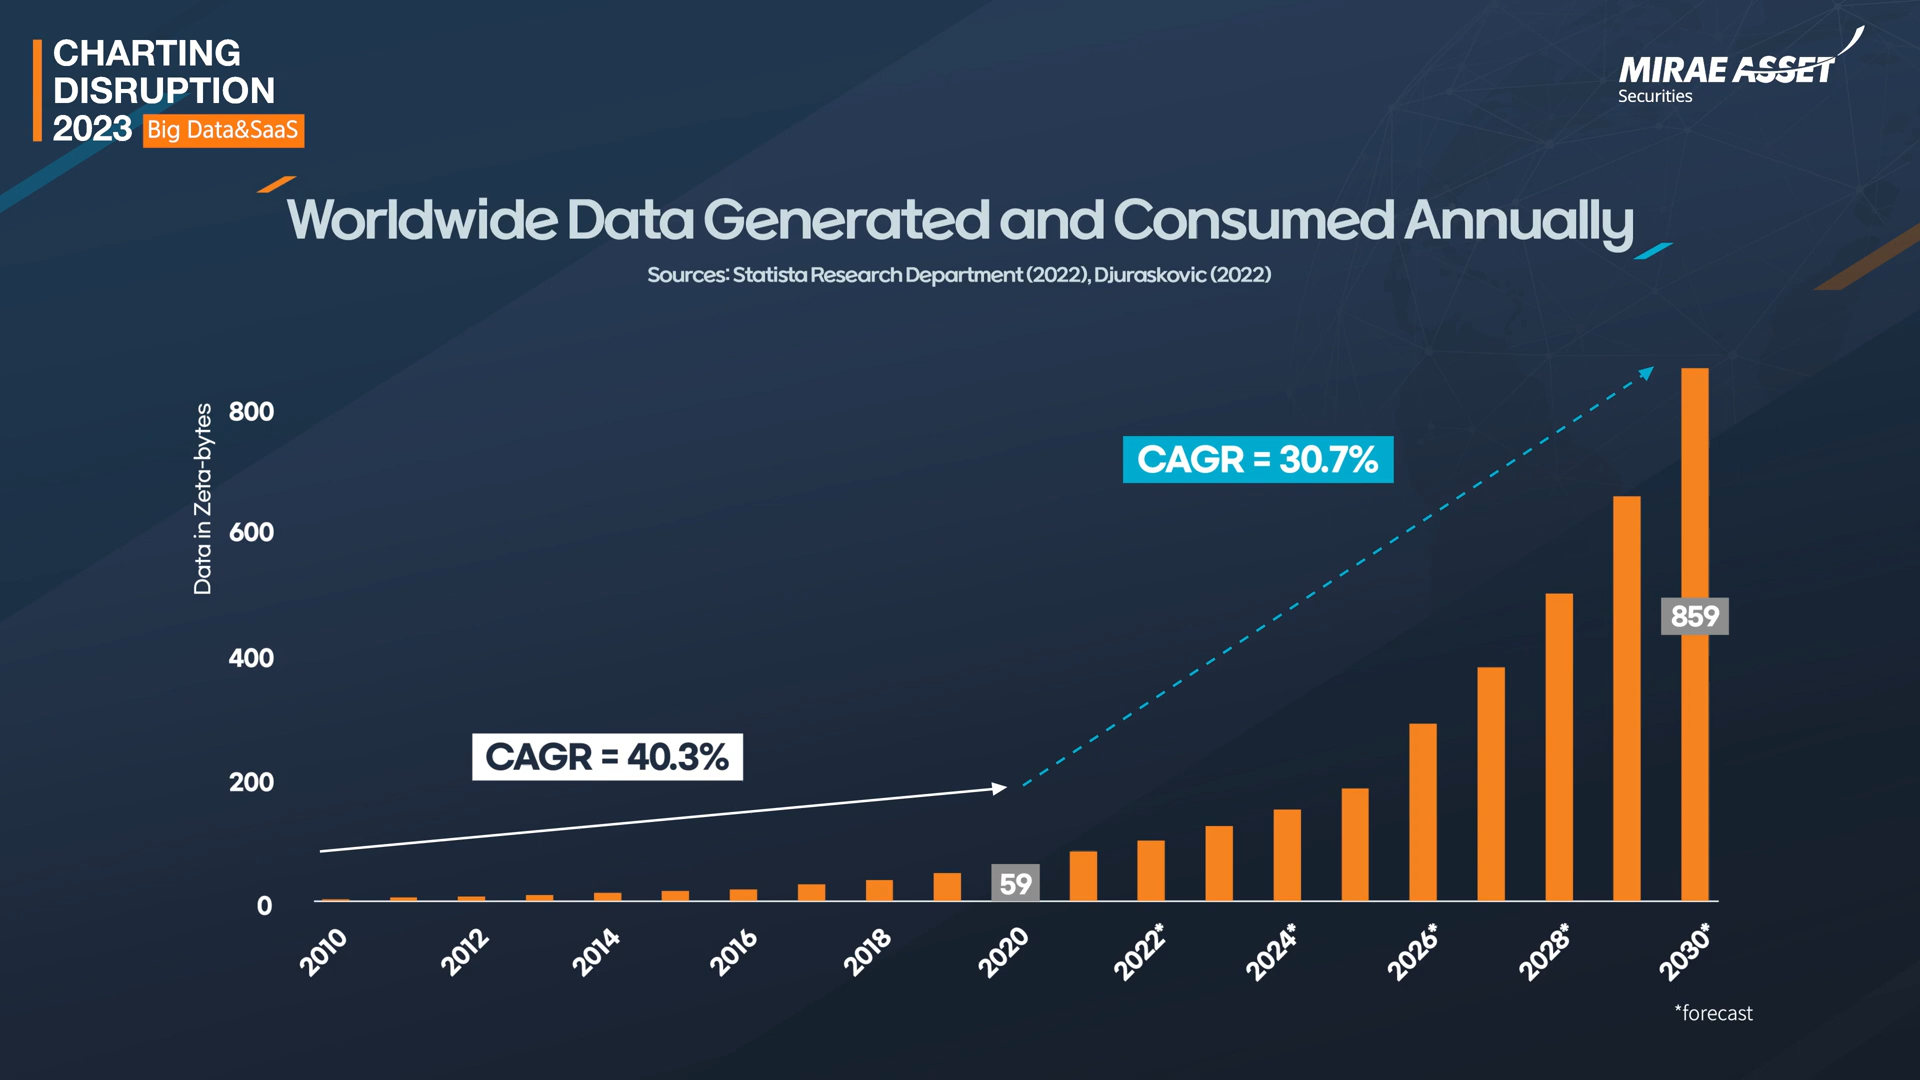 CHARTING
DISRUPTION
2023 Big Data&SaaS
MIRAE ASSET
Securities
Worldwide Data Generated and Consumed Annually
Sources: Statista Research Department (2022), Djuraskovic (2022)
Data in Zeta-bytes
800
600
400
200
0
CAGR = 40.3%
CAGR = 30.7%
59
859
2010
2012
2014
2016
2018
2020
2022*
2024*
2026*
2028*
2030*
*forecast